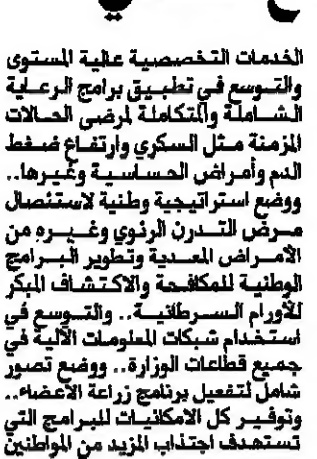 الخدمات التخصصية عالية المستوى
والتوسع في تطبيق برامج الرعاية
الشاملة والمتكاملة لمرضى الحالات
المزمنة مثل السكري وارتفاع ضغط
الدم وأمراض الحساسية وغيرها..
ووضع استراتيجية وطنية لاستئصال
مرض التدرن الرئوي وغيره من
الأمراض المعدية وتطوير البرامج
الوطنية للمكافحة والاكتشاف المبكر
للأورام السرطانية.. والتوسع في
استخدام شبكات المعلومات الآلية في
جميع قطاعات الوزارة.. ووضع تصور
شامل لتفعيل برنامج زراعة الأعضاء..
وتوفير كل الامكانيات للبرامج التي
تستهدف اجتذاب المزيد من المواطنين